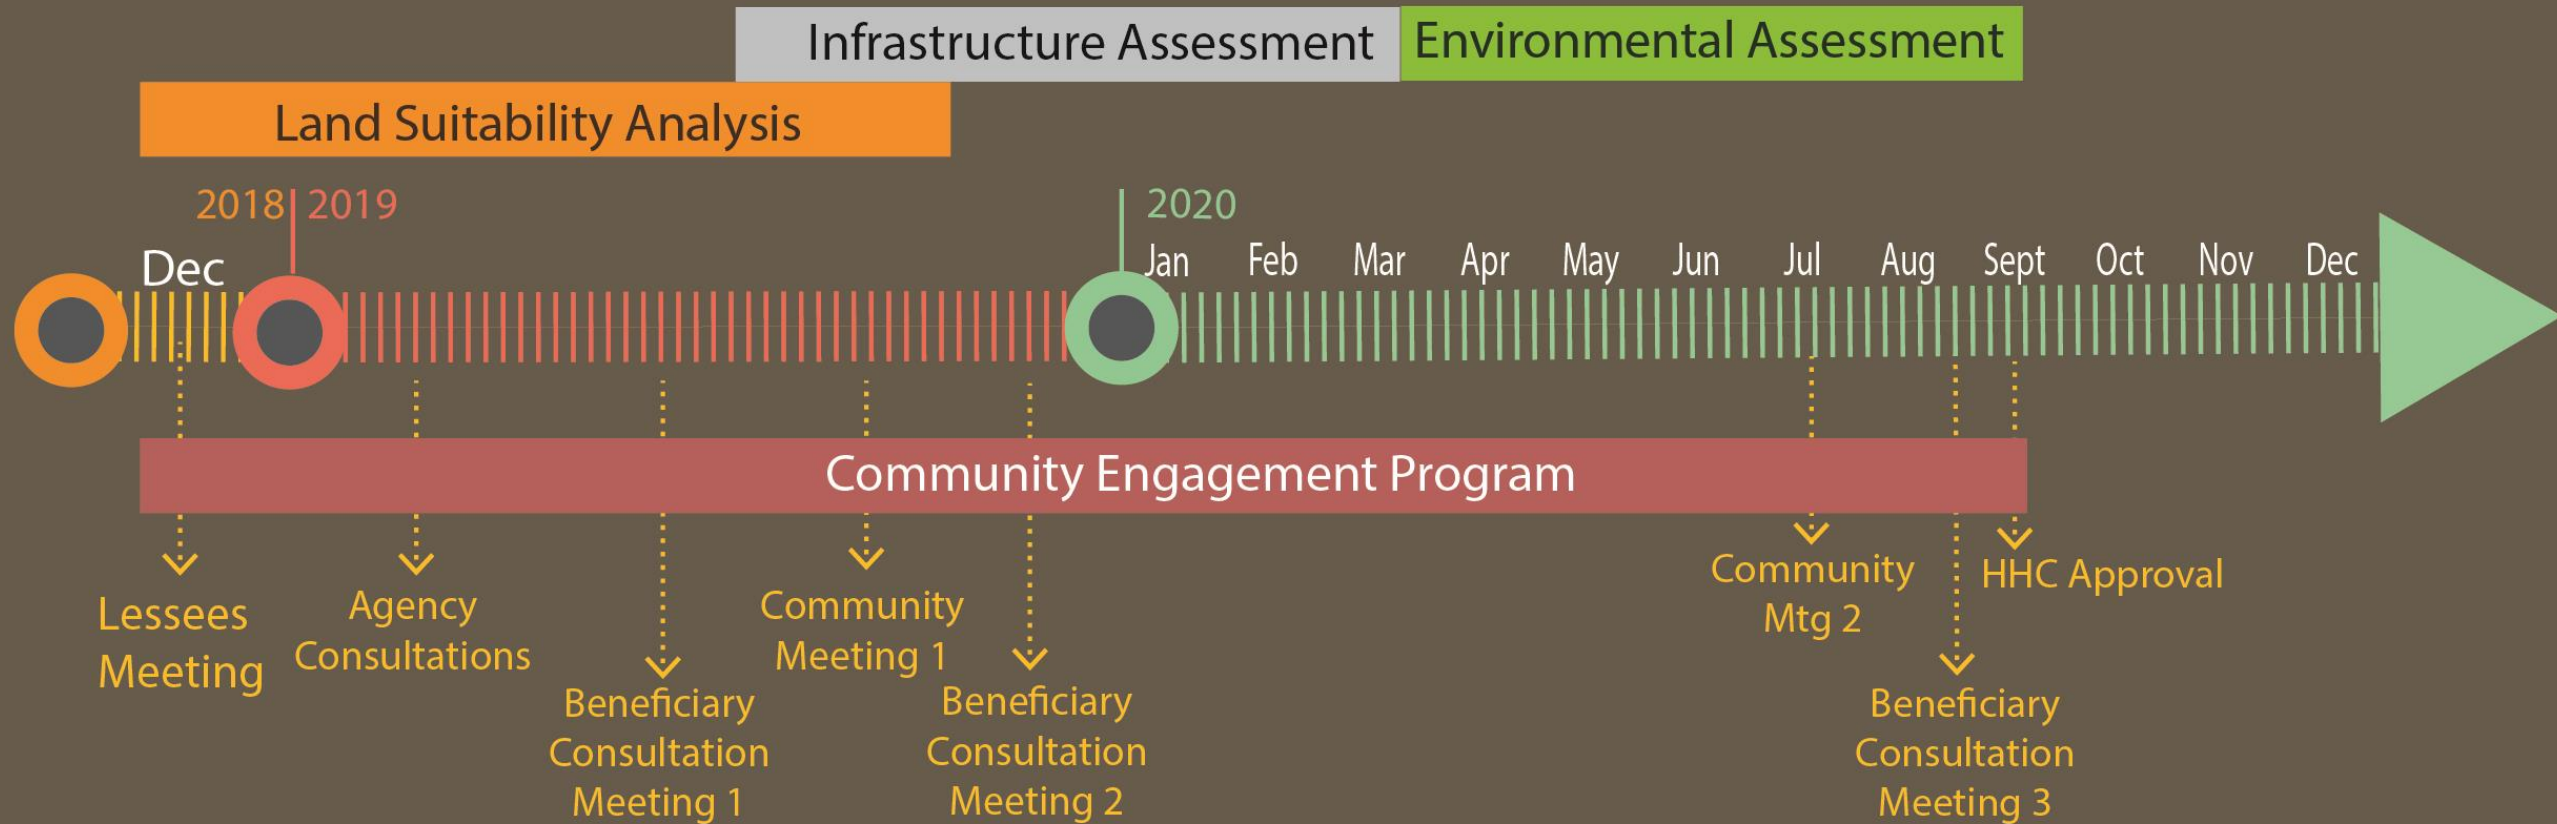 Infrastructure Assessment
Environmental Assessment
Land Suitability Analysis
2018
2019
2020
Dec
Jan
Feb
Mar
Apr
May
Jun
Jul
Aug
Sept
Oct
Nov
Dec
Community Engagement Program
Lessees
Meeting
Agency
Consultations
Beneficiary
Consultation
Meeting 1
Community
Meeting 1
Beneficiary
Consultation
Meeting 2
Community
Mtg 2
Beneficiary
Consultation
Meeting 3
HHC Approval